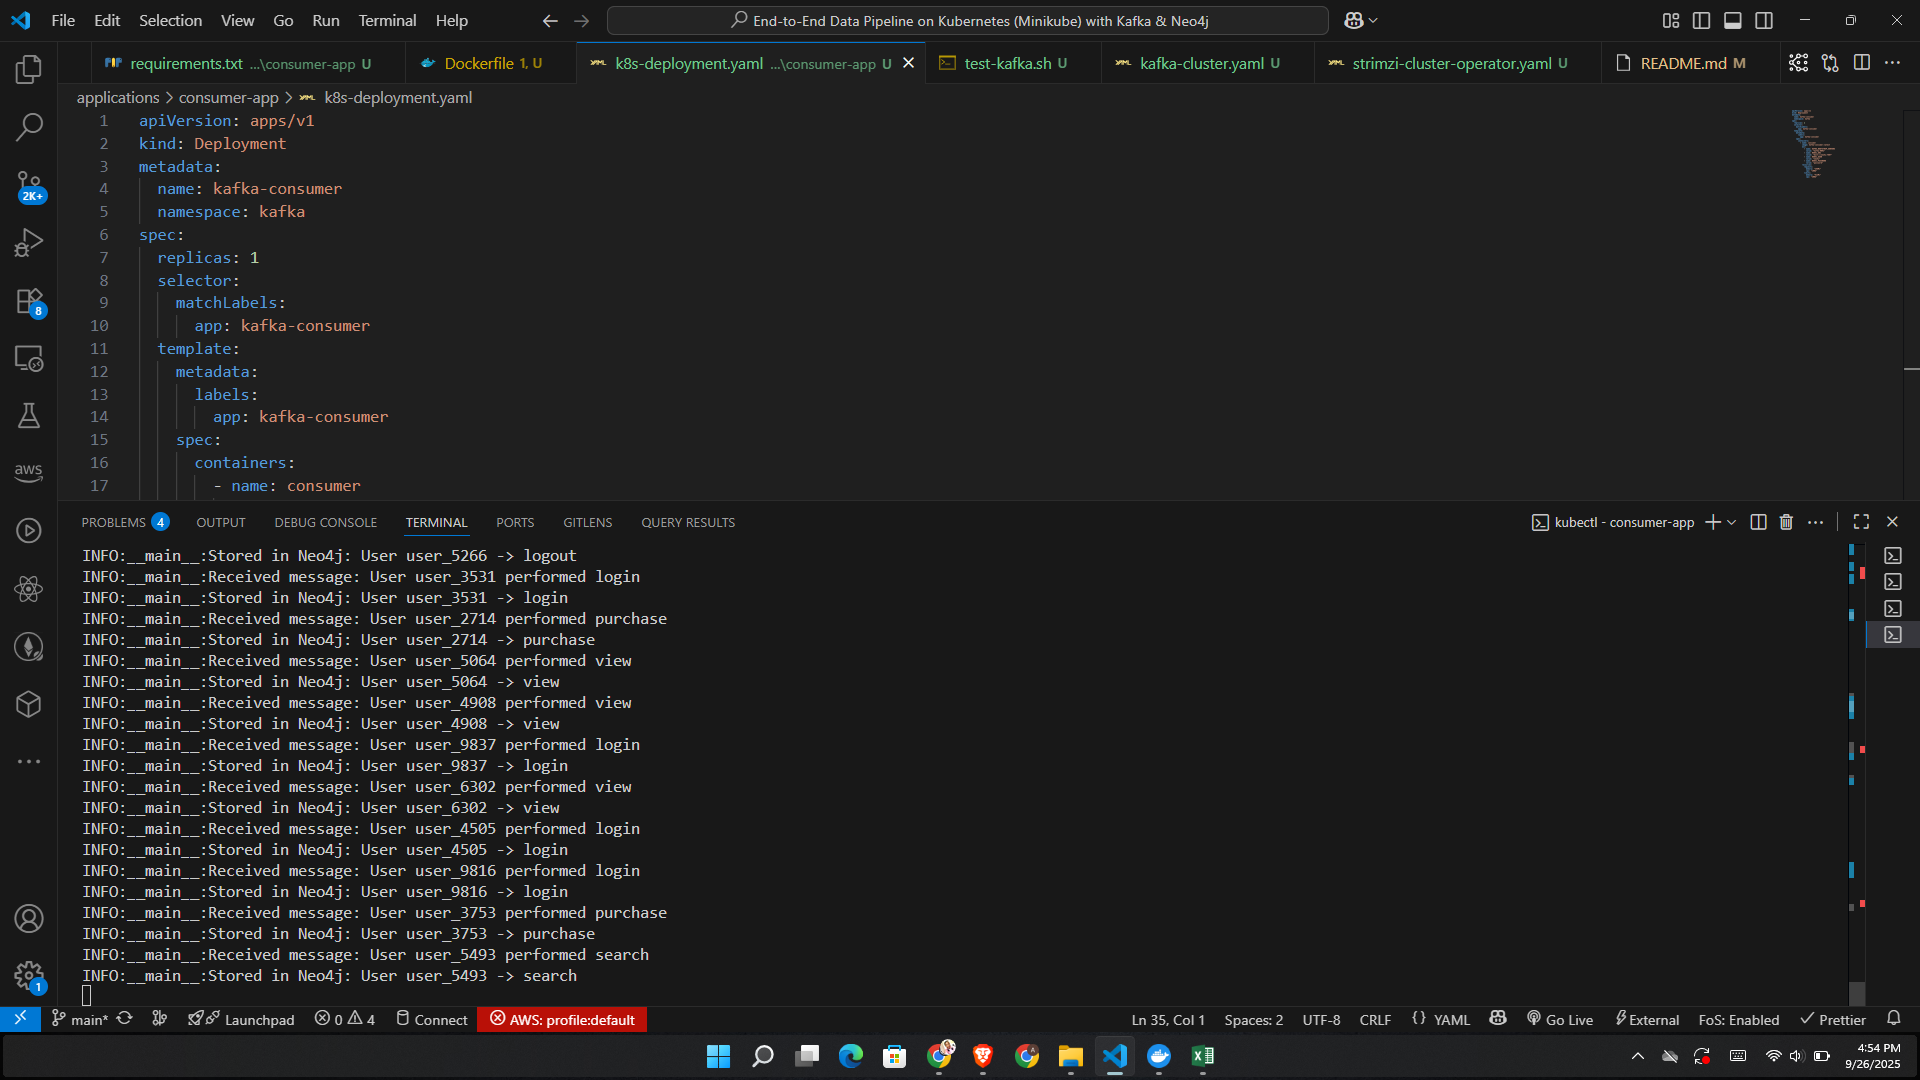 File Edit Selection View Go Run Terminal Help
End-to-End Data Pipeline on Kubernetes (Minikube) with Kafka & Neo4j
requirements.txt ...\consumer-app U
Dockerfile 1, U
k8s-deployment.yaml ...\consumer-app U
test-kafka.sh U
kafka-cluster.yaml U
strimzi-cluster-operator.yaml U
README.md M
applications > consumer-app > k8s-deployment.yaml
1 apiVersion: apps/v1
2 kind: Deployment
3 metadata:
4 name: kafka-consumer
5 namespace: kafka
6 spec:
7 replicas: 1
8 selector:
9 matchLabels:
10 app: kafka-consumer
11 template:
12 metadata:
13 labels:
14 app: kafka-consumer
15 spec:
16 containers:
17 - name: consumer
2K+
8
aws
1
PROBLEMS 4 OUTPUT DEBUG CONSOLE TERMINAL PORTS GITLENS QUERY RESULTS
kubectl - consumer-app
INFO:__main__:Stored in Neo4j: User user_5266 -> logout
INFO:__main__:Received message: User user_3531 performed login
INFO:__main__:Stored in Neo4j: User user_3531 -> login
INFO:__main__:Received message: User user_2714 performed purchase
INFO:__main__:Stored in Neo4j: User user_2714 -> purchase
INFO:__main__:Received message: User user_5064 performed view
INFO:__main__:Stored in Neo4j: User user_5064 -> view
INFO:__main__:Received message: User user_4908 performed view
INFO:__main__:Stored in Neo4j: User user_4908 -> view
INFO:__main__:Received message: User user_9837 performed login
INFO:__main__:Stored in Neo4j: User user_9837 -> login
INFO:__main__:Received message: User user_6302 performed view
INFO:__main__:Stored in Neo4j: User user_6302 -> view
INFO:__main__:Received message: User user_4505 performed login
INFO:__main__:Stored in Neo4j: User user_4505 -> login
INFO:__main__:Received message: User user_9816 performed login
INFO:__main__:Stored in Neo4j: User user_9816 -> login
INFO:__main__:Received message: User user_3753 performed purchase
INFO:__main__:Stored in Neo4j: User user_3753 -> purchase
INFO:__main__:Received message: User user_5493 performed search
INFO:__main__:Stored in Neo4j: User user_5493 -> search
main* Launchpad 0 4 Connect AWS: profile:default
Ln 35, Col 1 Spaces: 2 UTF-8 CRLF {} YAML Go Live External FoS: Enabled Prettier
4:54 PM
9/26/2025